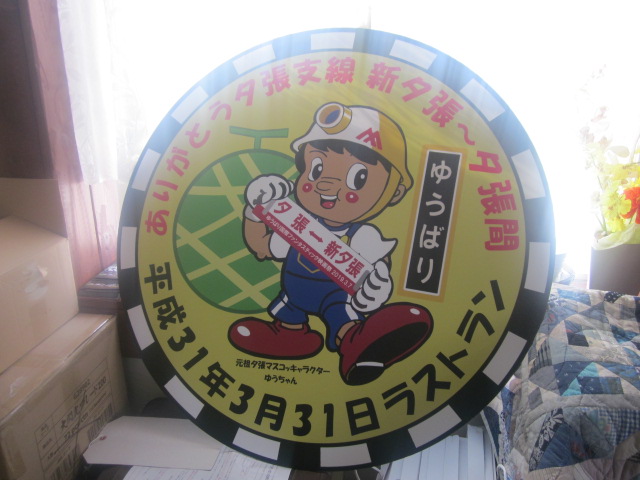 ありがとう夕張支線 新夕張～夕張間
ゆうばり
夕張⇔新夕張
元祖夕張マスコッキャラクター
ゆうちゃん
平成31年3月31日ラストラン